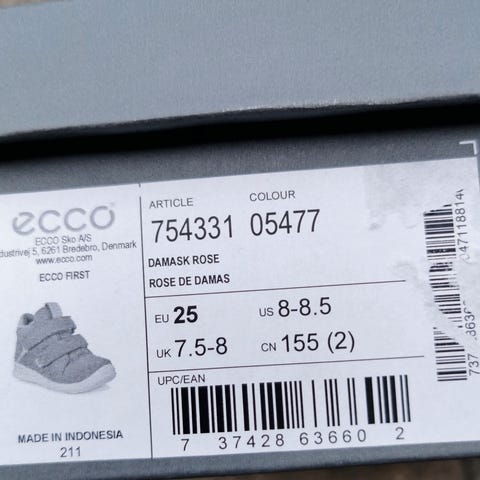 ecco
ECCO Sko A/S
dustrivej 5, 6261 Bredebro, Denmark
www.ecco.com
ECCO FIRST
MADE IN INDONESIA
211
ARTICLE COLOUR
754331 05477
DAMASK ROSE
ROSE DE DAMAS
EU 25 US 8-8.5
UK 7.5-8 CN 155 (2)
UPC/EAN
7 37428 63660 2